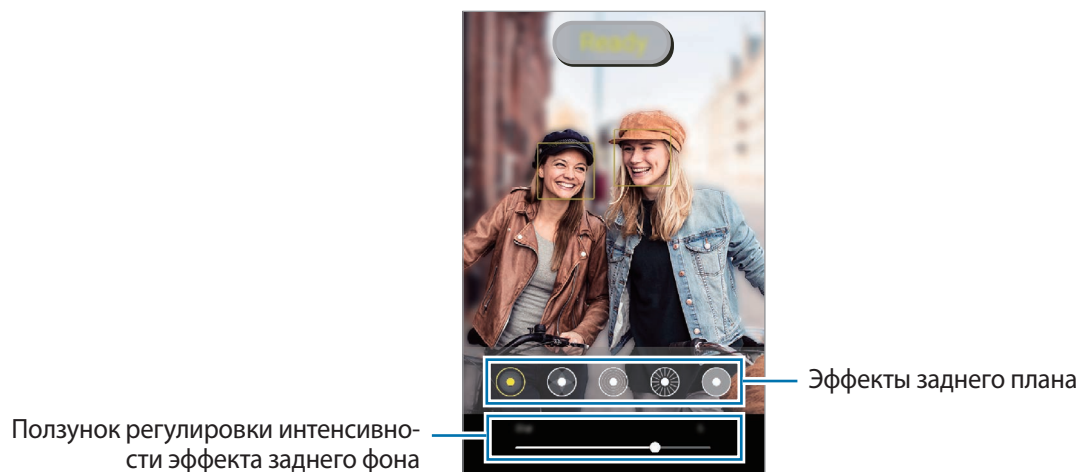 Ready
Эффекты заднего плана
Ползунок регулировки интенсивно-
сти эффекта заднего фона